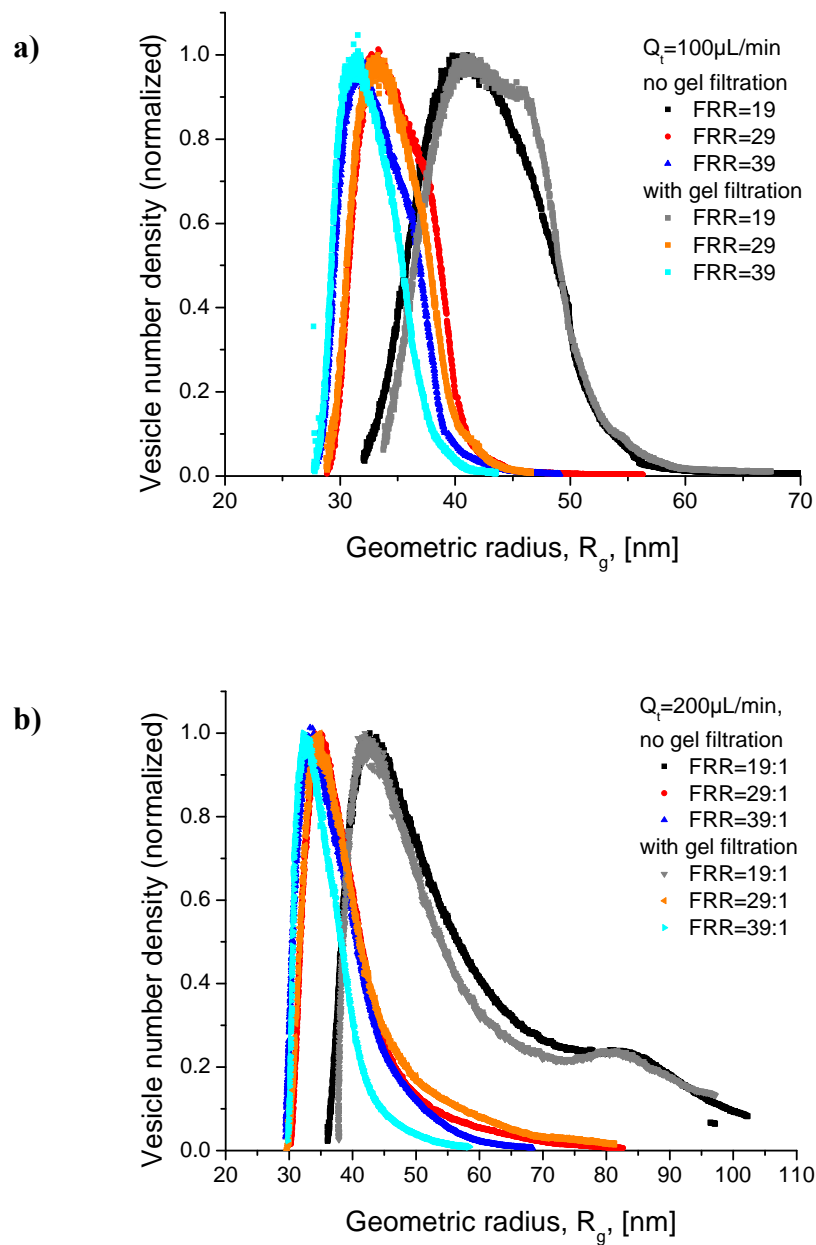 a)
Q_t=100µL/min
no gel filtration
FRR=19
FRR=29
FRR=39
with gel filtration
FRR=19
FRR=29
FRR=39
Vesicle number density (normalized)
1.0
0.8
0.6
0.4
0.2
0.0
20 30 40 50 60 70
Geometric radius, R_g, [nm]
b)
Q_t=200µL/min,
no gel filtration
FRR=19:1
FRR=29:1
FRR=39:1
with gel filtration
FRR=19:1
FRR=29:1
FRR=39:1
Vesicle number density (normalized)
1.0
0.8
0.6
0.4
0.2
0.0
20 30 40 50 60 70 80 90 100 110
Geometric radius, R_g, [nm]